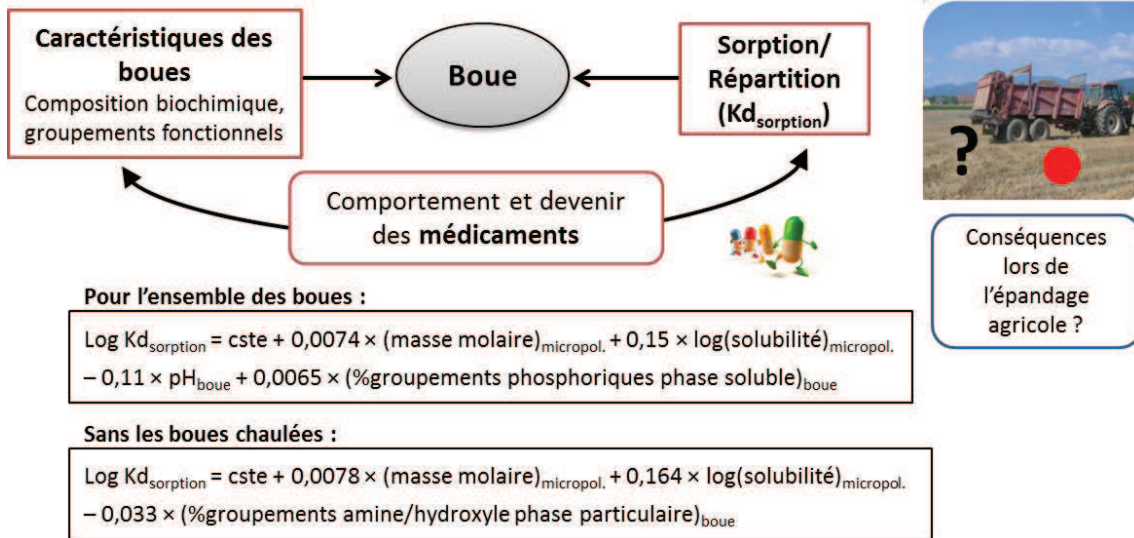 Caractéristiques des
boues
Composition biochimique,
groupements fonctionnels
Boue
Sorption/
Répartition
(Kdsorption)
?
Comportement et devenir
des médicaments
Conséquences
lors de
l'épandage
agricole ?
Pour l'ensemble des boues :
Log Kdsorption = cste + 0,0074 × (masse molaire)micropol. + 0,15 × log(solubilité)micropol.
– 0,11 × pHboue + 0,0065 × (%groupements phosphoriques phase soluble)boue
Sans les boues chaulées :
Log Kdsorption = cste + 0,0078 × (masse molaire)micropol. + 0,164 × log(solubilité)micropol.
– 0,033 × (%groupements amine/hydroxyle phase particulaire)boue